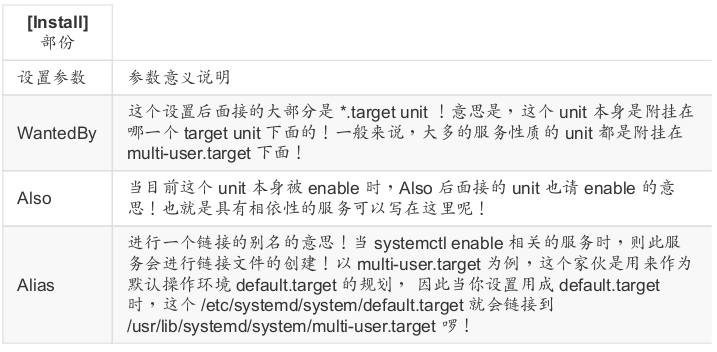 [Install]
部份
设置参数 参数意义说明
WantedBy
这个设置后面接的大部分是 *.target unit ！意思是，这个 unit 本身是附挂在
哪一个 target unit 下面的！一般来说，大多的服务性质的 unit 都是附挂在
multi-user.target 下面！
Also
当目前这个 unit 本身被 enable 时，Also 后面接的 unit 也请 enable 的意
思！也就是具有相依性的服务可以写在这里呢！
Alias
进行一个链接的别名的意思！当 systemctl enable 相关的服务时，则此服
务会进行链接文件的创建！以 multi-user.target 为例，这个家伙是用来作为
默认操作环境 default.target 的规划， 因此当你设置用成 default.target
时，这个 /etc/systemd/system/default.target 就会链接到
/usr/lib/systemd/system/multi-user.target 啰！